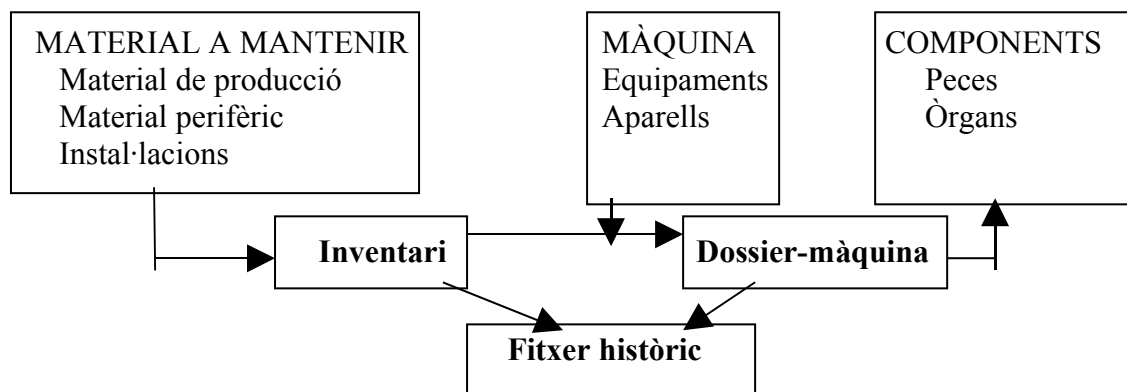 MATERIAL A MANTENIR
Material de producció
Material perifèric
Instal·lacions
MÀQUINA
Equipaments
Aparells
COMPONENTS
Peces
Òrgans
Inventari
Dossier-màquina
Fitxer històric